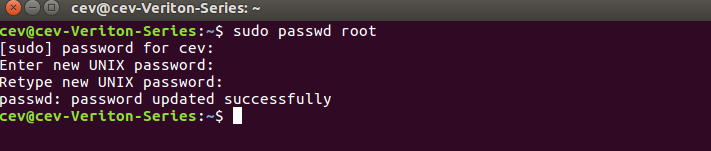 cev@cev-Veriton-Series: ~
cev@cev-Veriton-Series:~$ sudo passwd root
[sudo] password for cev:
Enter new UNIX password:
Retype new UNIX password:
passwd: password updated successfully
cev@cev-Veriton-Series:~$